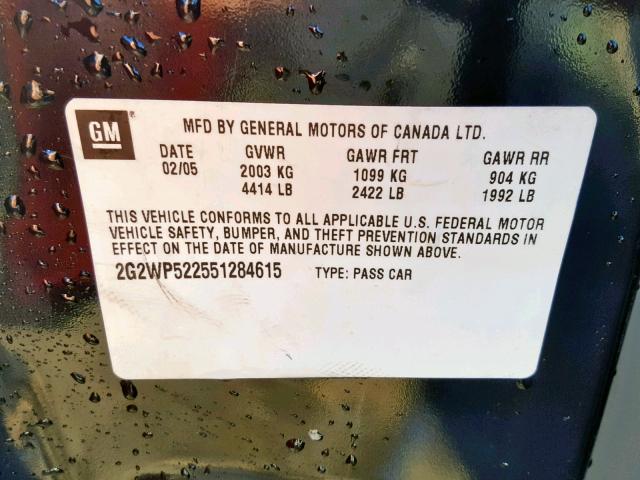 GM
MFD BY GENERAL MOTORS OF CANADA LTD.
DATE GVWR GAWR FRT GAWR RR
02/05 2003 KG 1099 KG 904 KG
4414 LB 2422 LB 1992 LB
THIS VEHICLE CONFORMS TO ALL APPLICABLE U.S. FEDERAL MOTOR
VEHICLE SAFETY, BUMPER, AND THEFT PREVENTION STANDARDS IN
EFFECT ON THE DATE OF MANUFACTURE SHOWN ABOVE.
2G2WP522551284615 TYPE: PASS CAR